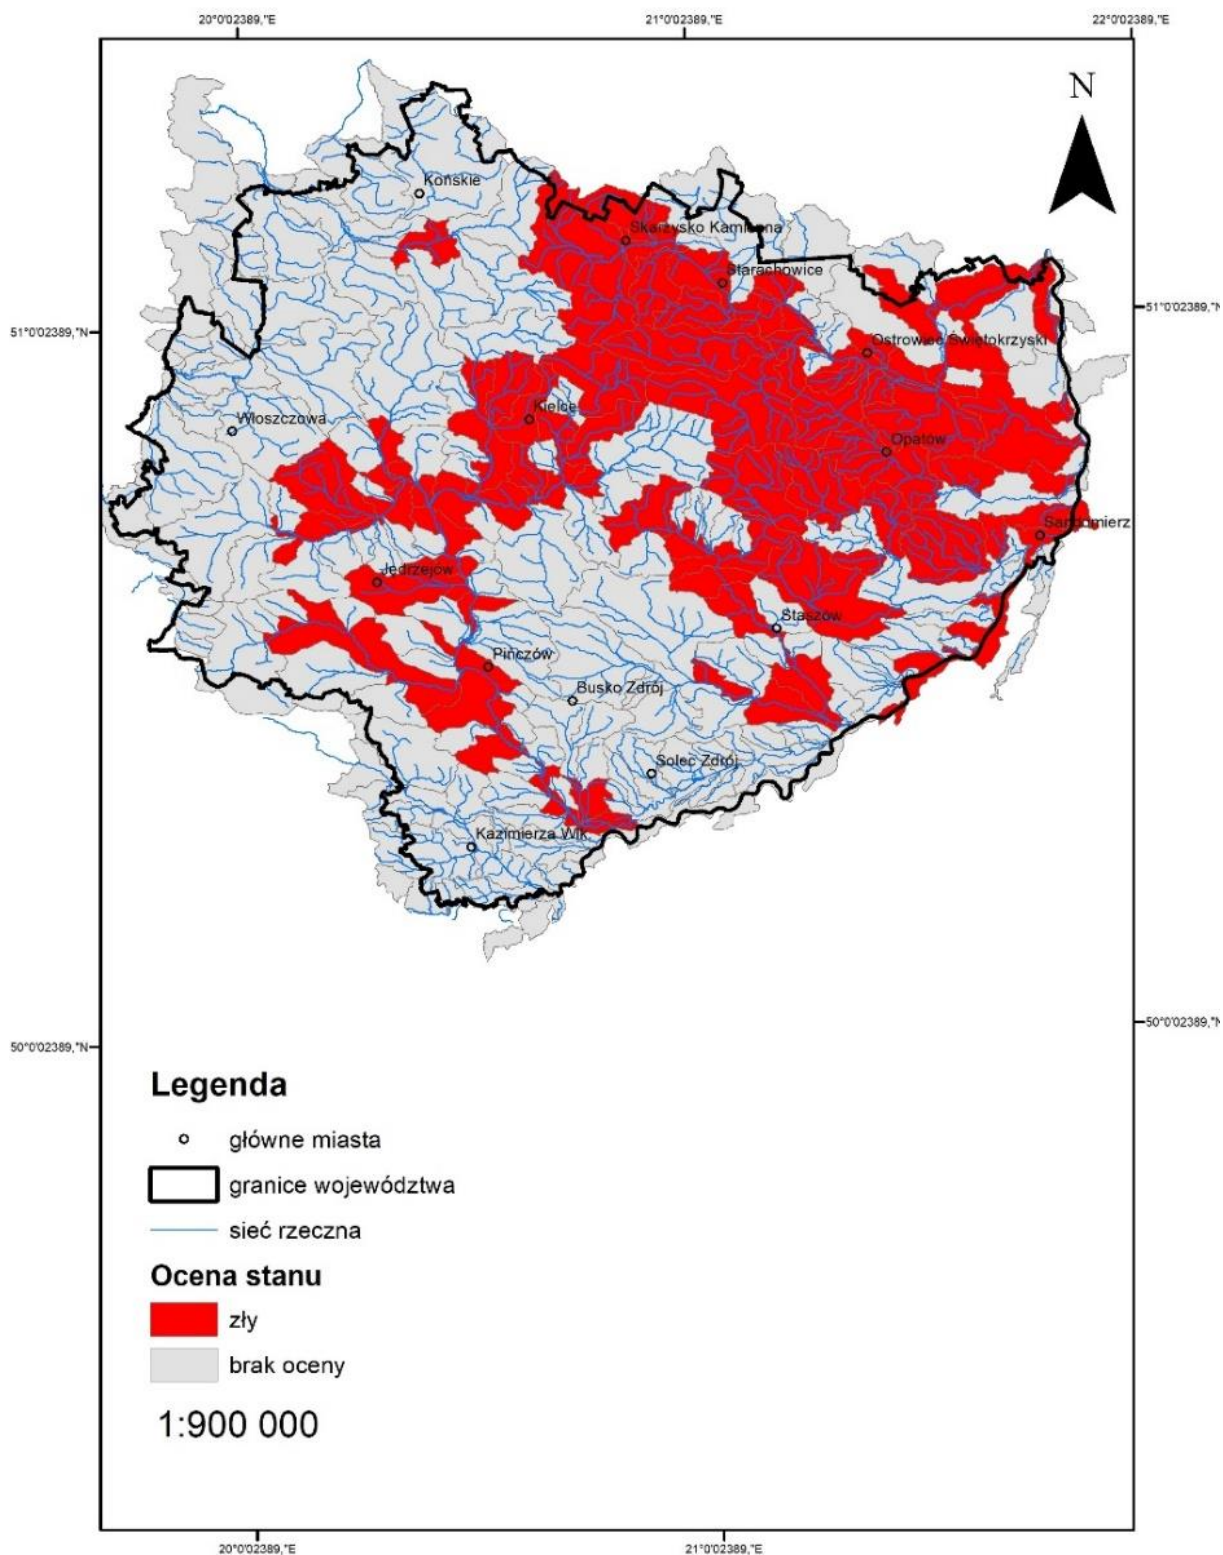 20°0'02389,"E
21°0'02389,"E
22°0'02389,"E
N
Końskie
Skarżysko Kamienna
Starachowice
51°0'02389,"N
51°0'02389,"N
Ostrowiec Świętokrzyski
Kielce
Włoszczowa
Opatów
Sandomierz
Jędrzejów
Staszów
Pińczów
Busko Zdrój
Solec Zdrój
Kazimierza Wlk
50°0'02389,"N
50°0'02389,"N
Legenda
główne miasta
granice województwa
sieć rzeczna
Ocena stanu
zły
brak oceny
1:900 000
20°0'02389,"E
21°0'02389,"E